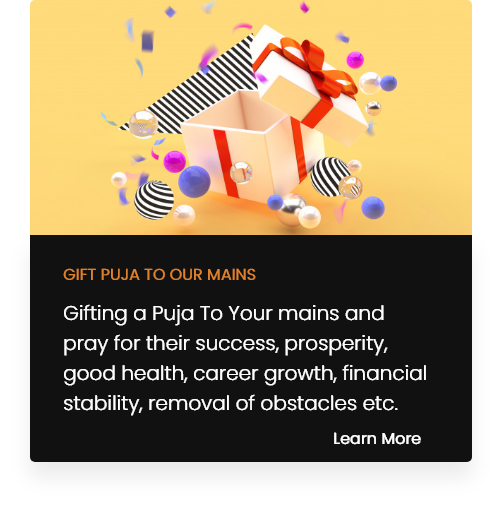 GIFT PUJA TO OUR MAINS
Gifting a Puja To Your mains and
pray for their success, prosperity,
good health, career growth, financial
stability, removal of obstacles etc.
Learn More